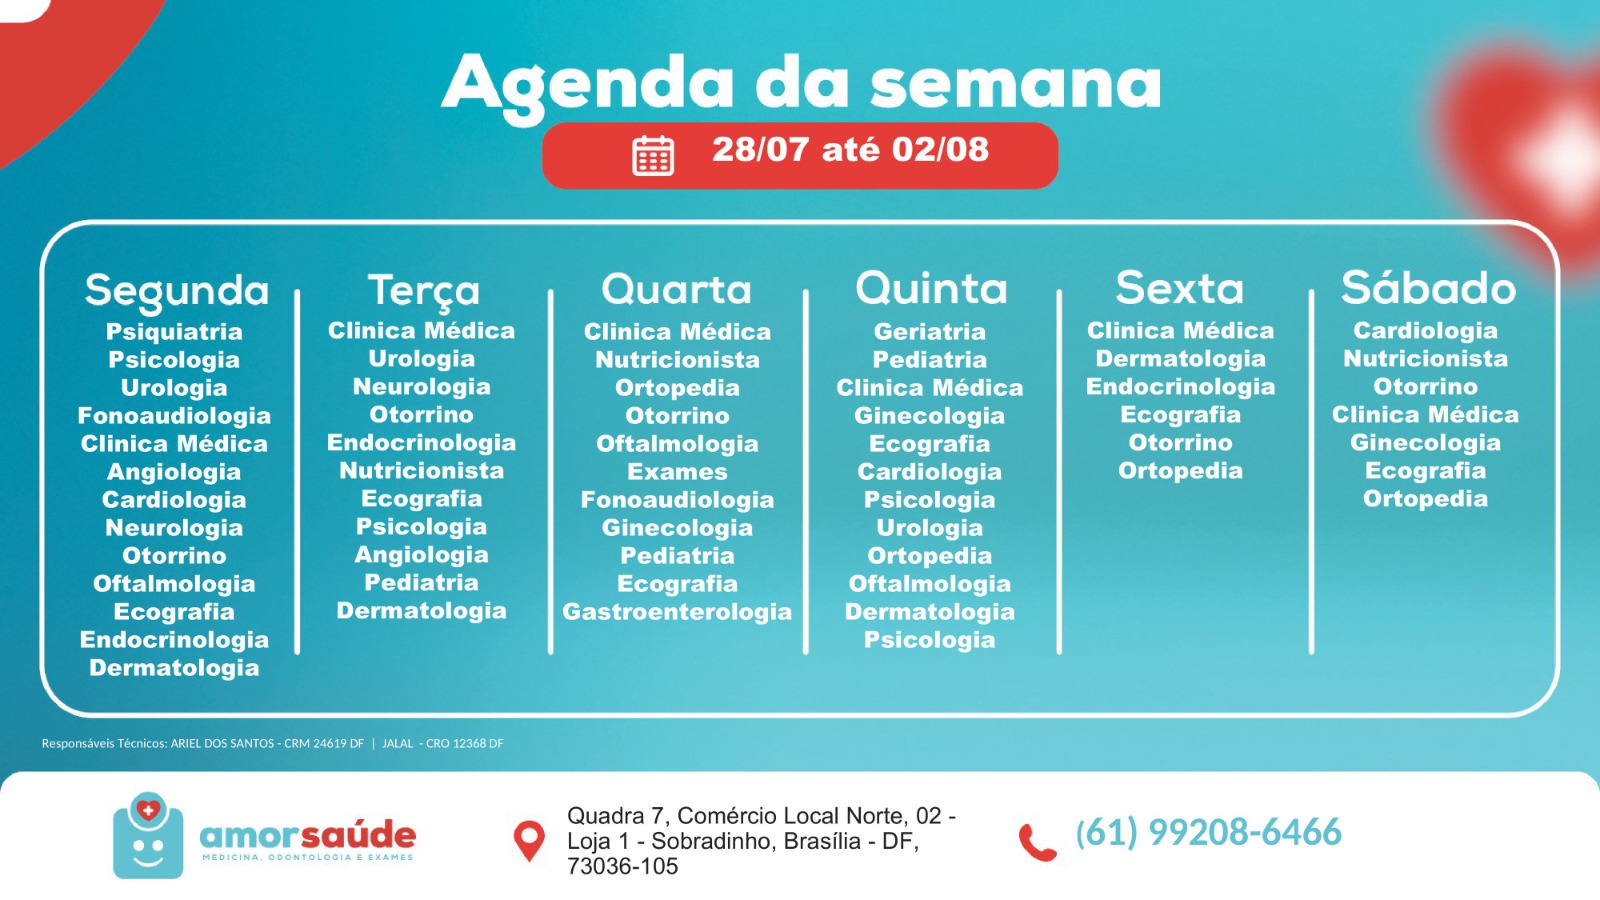 Agenda da semana
28/07 até 02/08
Segunda
Psiquiatria
Psicologia
Urologia
Fonoaudiologia
Clinica Médica
Angiologia
Cardiologia
Neurologia
Otorrino
Oftalmologia
Ecografia
Endocrinologia
Dermatologia
Terça
Clinica Médica
Urologia
Neurologia
Otorrino
Endocrinologia
Nutricionista
Ecografia
Psicologia
Angiologia
Pediatria
Dermatologia
Quarta
Clinica Médica
Nutricionista
Ortopedia
Otorrino
Oftalmologia
Exames
Fonoaudiologia
Ginecologia
Pediatria
Ecografia
Gastroenterologia
Quinta
Geriatria
Pediatria
Clinica Médica
Ginecologia
Ecografia
Cardiologia
Psicologia
Urologia
Ortopedia
Oftalmologia
Dermatologia
Psicologia
Sexta
Clinica Médica
Dermatologia
Endocrinologia
Ecografia
Otorrino
Ortopedia
Sábado
Cardiologia
Nutricionista
Otorrino
Clinica Médica
Ginecologia
Ecografia
Ortopedia
Responsáveis Técnicos: ARIEL DOS SANTOS - CRM 24619 DF | JALAL - CRO 12368 DF
amorsaúde
MEDICINA, ODONTOLOGIA E EXAMES
Quadra 7, Comércio Local Norte, 02 -
Loja 1 - Sobradinho, Brasília - DF,
73036-105
(61) 99208-6466